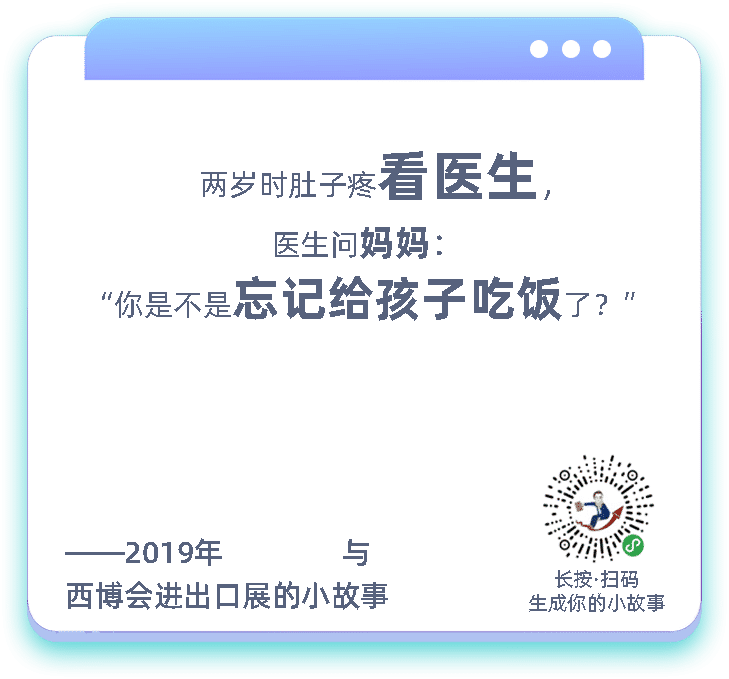 两岁时肚子疼看医生，
医生问妈妈：
“你是不是忘记给孩子吃饭了？”
——2019年 与
西博会进出口展的小故事
长按·扫码
生成你的小故事